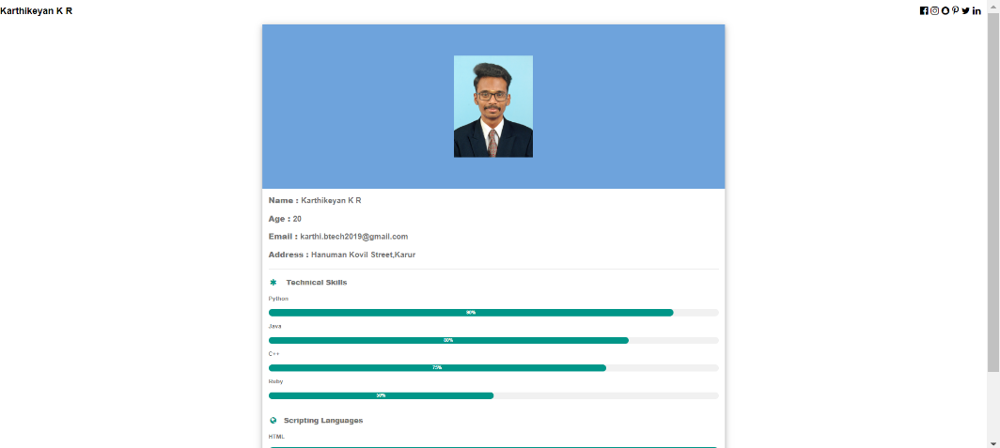 Karthikeyan K R
Name : Karthikeyan K R
Age : 20
Email : karthi.btech2019@gmail.com
Address : Hanuman Kovil Street,Karur
Technical Skills
Python
90%
Java
80%
C++
75%
Ruby
50%
Scripting Languages
HTML